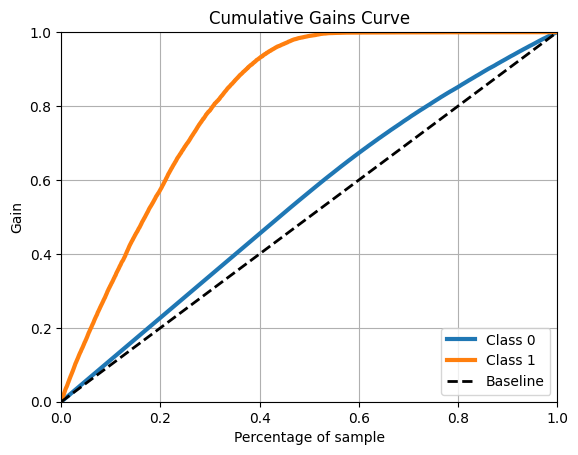 Cumulative Gains Curve
1.0
0.8
0.6
0.4
0.2
0.0
Gain
0.0 0.2 0.4 0.6 0.8 1.0
Percentage of sample
Class 0
Class 1
Baseline